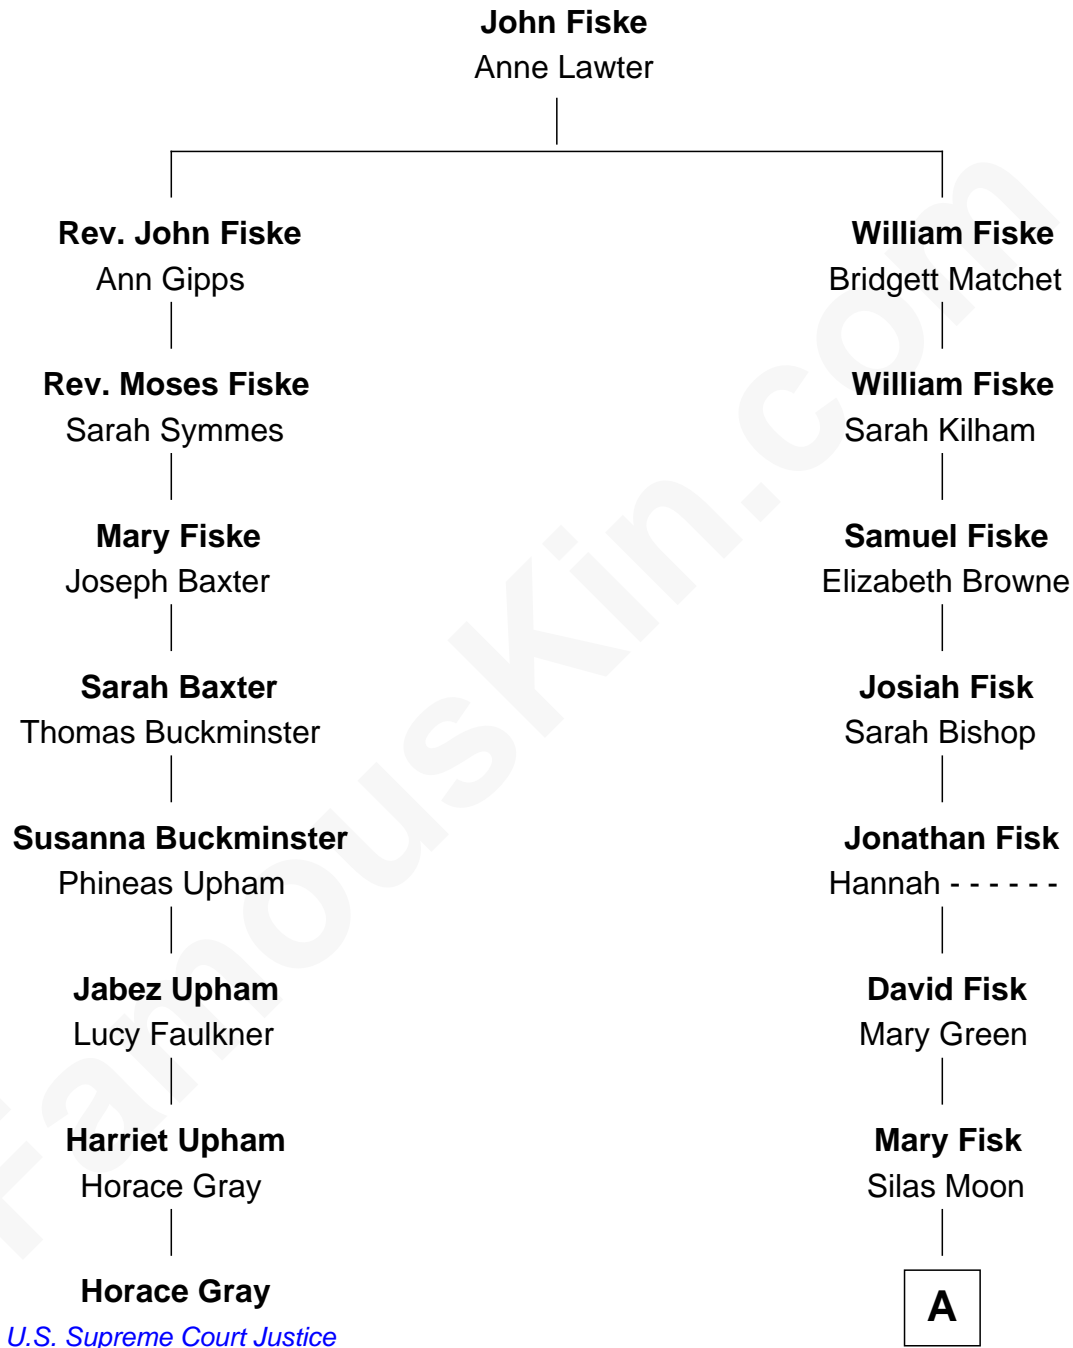 John Fiske
Anne Lawter
Rev. John Fiske
Ann Gipps
William Fiske
Bridgett Matchet
Rev. Moses Fiske
Sarah Symmes
William Fiske
Sarah Kilham
Mary Fiske
Joseph Baxter
Samuel Fiske
Elizabeth Browne
Sarah Baxter
Thomas Buckminster
Josiah Fisk
Sarah Bishop
Susanna Buckminster
Phineas Upham
Jonathan Fisk
Hannah - - - - - -
Jabez Upham
Lucy Faulkner
David Fisk
Mary Green
Harriet Upham
Horace Gray
Mary Fisk
Silas Moon
Horace Gray
U.S. Supreme Court Justice
A
FamousKin.com